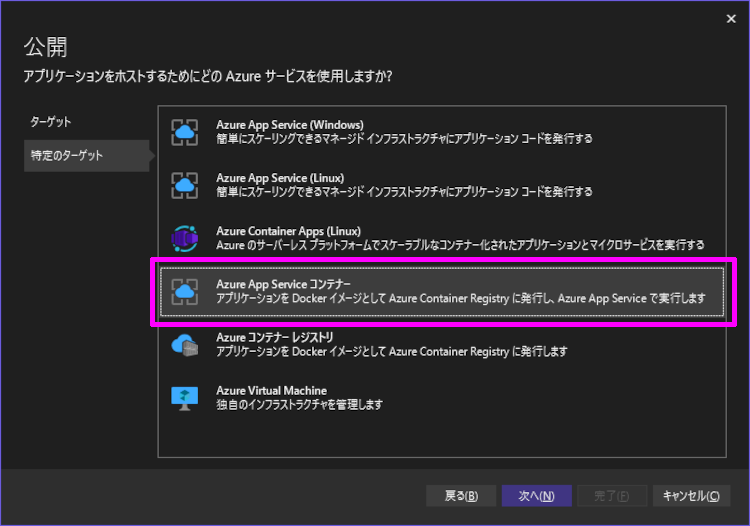 公開
アプリケーションをホストするためにどの Azure サービスを使用しますか?
ターゲット
特定のターゲット
Azure App Service (Windows)
簡単にスケーリングできるマネージド インフラストラクチャにアプリケーション コードを発行する
Azure App Service (Linux)
簡単にスケーリングできるマネージド インフラストラクチャにアプリケーション コードを発行する
Azure Container Apps (Linux)
Azure のサーバーレス プラットフォームでスケーラブルなコンテナー化されたアプリケーションとマイクロサービスを実行する
Azure App Service コンテナー
アプリケーションを Docker イメージとして Azure Container Registry に発行し、Azure App Service で実行します
Azure コンテナー レジストリ
アプリケーションを Docker イメージとして Azure Container Registry に発行します
Azure Virtual Machine
独自のインフラストラクチャを管理します
戻る(B)
次へ(N)
完了(F)
キャンセル(C)